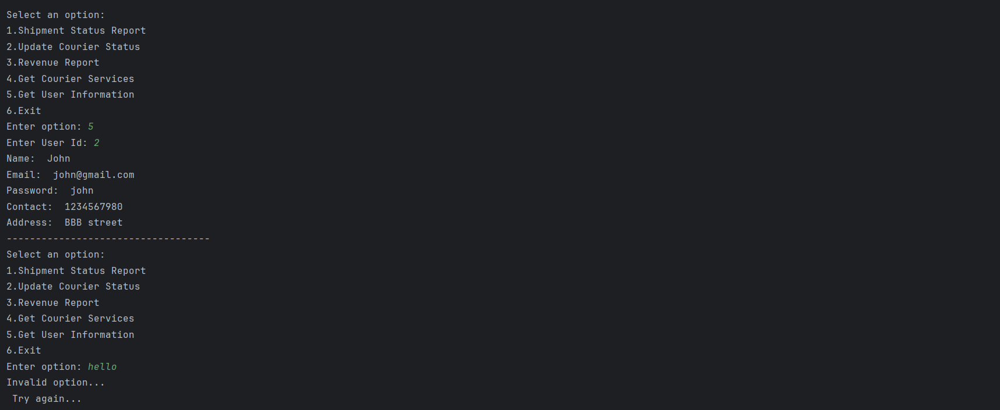 Select an option:
1.Shipment Status Report
2.Update Courier Status
3.Revenue Report
4.Get Courier Services
5.Get User Information
6.Exit
Enter option: 5
Enter User Id: 2
Name:  John
Email:  john@gmail.com
Password:  john
Contact:  1234567980
Address:  BBB street
-----------------------------------
Select an option:
1.Shipment Status Report
2.Update Courier Status
3.Revenue Report
4.Get Courier Services
5.Get User Information
6.Exit
Enter option: hello
Invalid option...
 Try again...